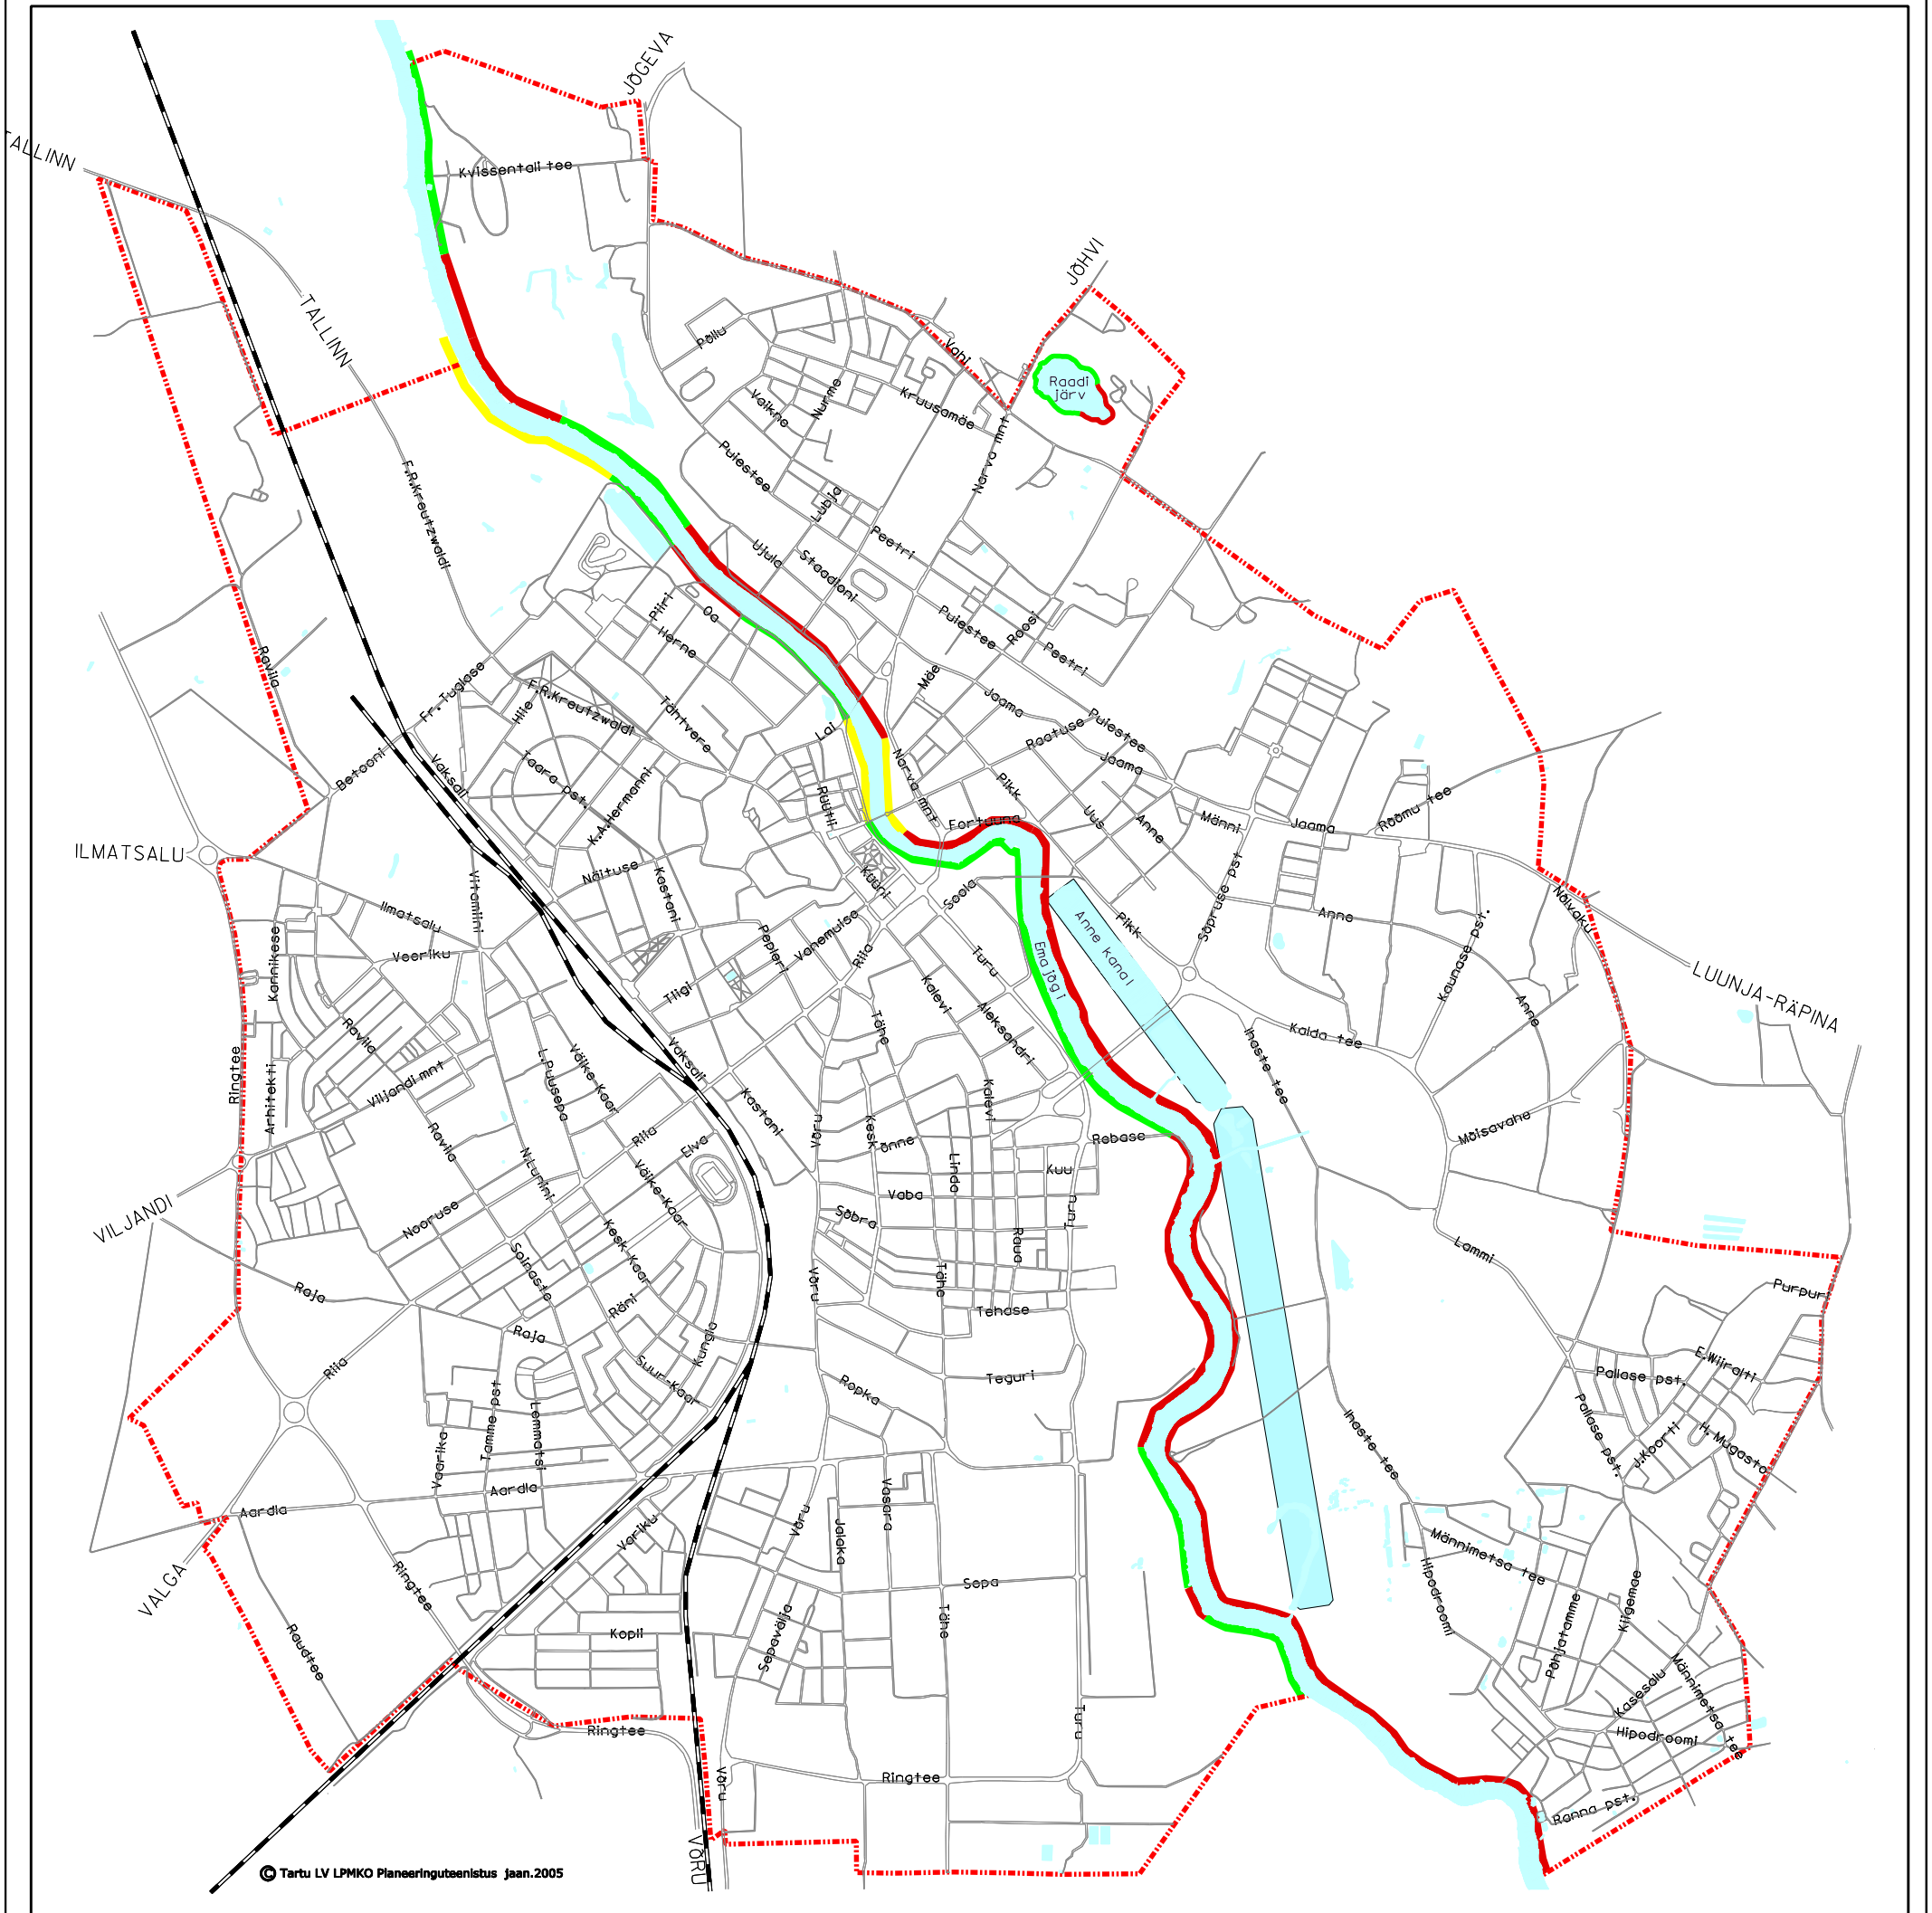 JÕGEVA
TALLINN
Kvissentali tee
JÕHVI
TALLINN
Põllu
Vahi
Raadi
järv
Vaikne
Nurme
Kruusamäe
Narva mnt
F.R.Kreutzwaldi
Puiestee
Lubja
Peetri
Ujula
Staadioni
Piiri
Oa
Herne
Puiestee
Roosi
Peetri
Ravila
Fr. Tuglase
Hiie
F.R.Kreutzwaldi
Tähtvere
Mäe
Jaama
Lai
Raatuse
Puiestee
Betooni
Vaksali
Taara pst.
K.A.Hermanni
Rüütli
Narva mnt
Jaama
Pikk
Fortuuna
Uus
Anne
Männi
Jaama
Rõõmu tee
ILMATSALU
Näituse
Kastani
Kuüni
Soola
Sõpruse pst
Vitamiini
Ilmatsalu
Kannikese
Veeriku
Pepleri
Vanemuise
Riia
Turu
Anne kanal
Pikk
Anne
Kaunase pst.
Nõlvaku
Emajõgi
Tiigi
Kalevi
LUUNJA-RÄPINA
Ravila
Tähe
Aleksandri
Anne
Ihaste tee
Kalda tee
L.Puusepa
Väike Kaar
Vaksali
Ringtee
Arhitekti
Viljandi mnt
Kastani
Kalevi
Ravila
Riia
Elva
Võru
Kesk
Õnne
Rebase
Mõisavahe
N.Lunini
Väike-Kaar
Linda
Kuu
VILJANDI
Nooruse
Vaba
Sõbra
Turu
Kesk Kaar
Soinaste
Raua
Lammi
Raja
Räni
Võru
Tähe
Tehase
Purpuri
Raja
Kungla
Riia
Suur-Kaar
Ropka
Teguri
E.Wiiralti
Pallase pst.
Tamme pst
Lemmatsi
Vaarika
Ihaste tee
Pallase pst.
J.Koorti
H. Mugasto
Aardla
Aardla
Vasara
Võru
Jalaka
Variku
Männimetsa tee
VALGA
Ringtee
Sepa
Hipodroomi
Kiigemäe
Tähe
Põhjatamme
Raudtee
Kopli
Sepavälja
Kasesalu
Männimetsa tee
Turu
Ringtee
Hipodroomi
Võru
Ringtee
Ranna pst.
VÕRU
© Tartu LV LPMKO Planeeringuteenistus jaan.2005